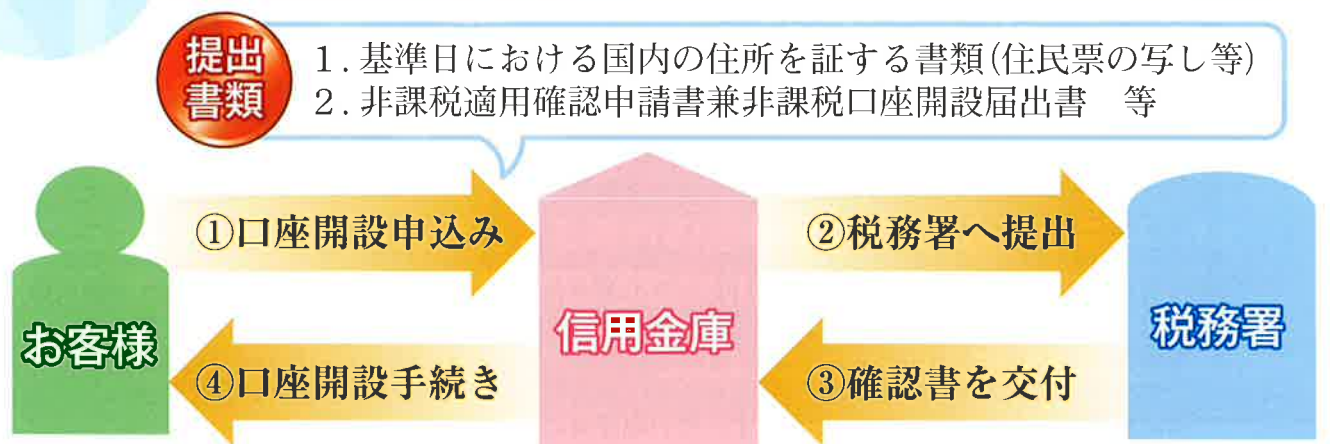 提出
書類
1.基準日における国内の住所を証する書類(住民票の写し等)
2.非課税適用確認申請書兼非課税口座開設届出書　等
①口座開設申込み
②税務署へ提出
お客様
信用金庫
税務署
④口座開設手続き
③確認書を交付